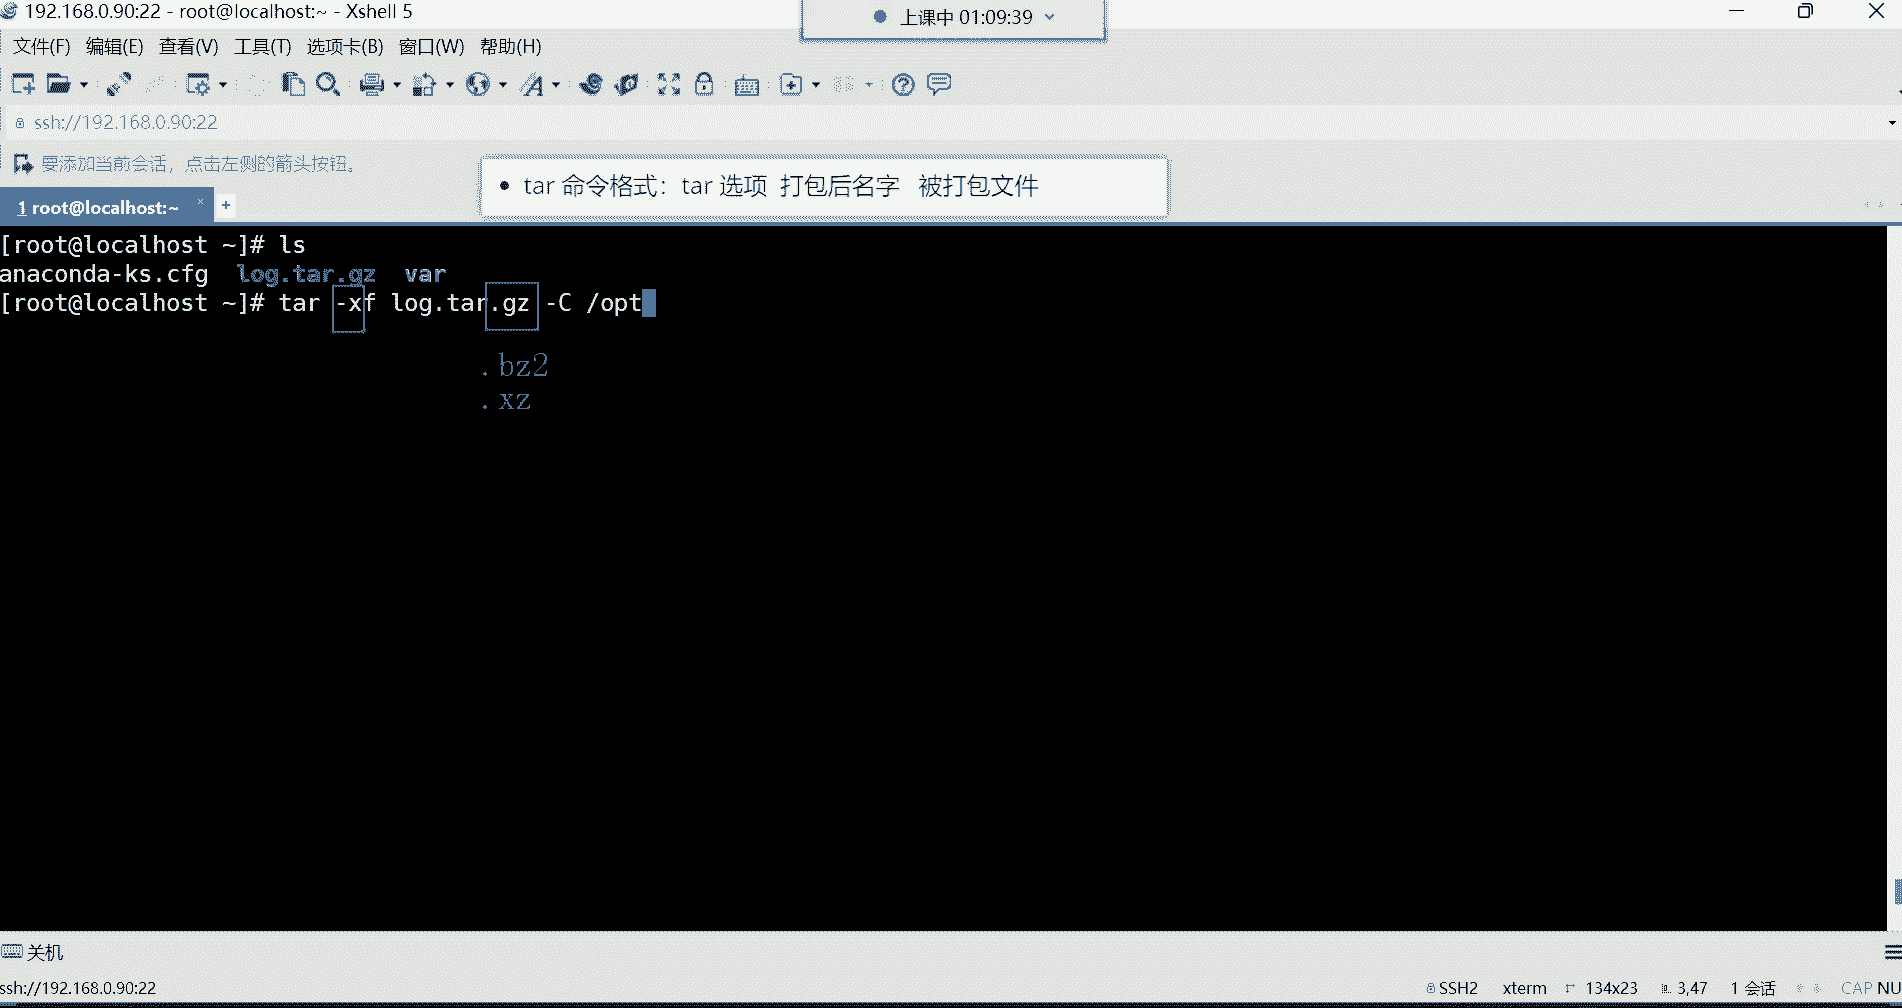 192.168.0.90:22 - root@localhost:~ - Xshell 5
上课中 01:09:39
文件(F) 编辑(E) 查看(V) 工具(T) 选项卡(B) 窗口(W) 帮助(H)
ssh://192.168.0.90:22
要添加当前会话，点击左侧的箭头按钮。
• tar 命令格式：tar 选项 打包后名字 被打包文件
1 root@localhost:~ × +
[root@localhost ~]# ls
anaconda-ks.cfg log.tar.gz var
[root@localhost ~]# tar -xf log.tar.gz -C /opt
.bz2
.xz
关机
ssh://192.168.0.90:22 SSH2 xterm 134x23 3,47 1 会话 CAP NU